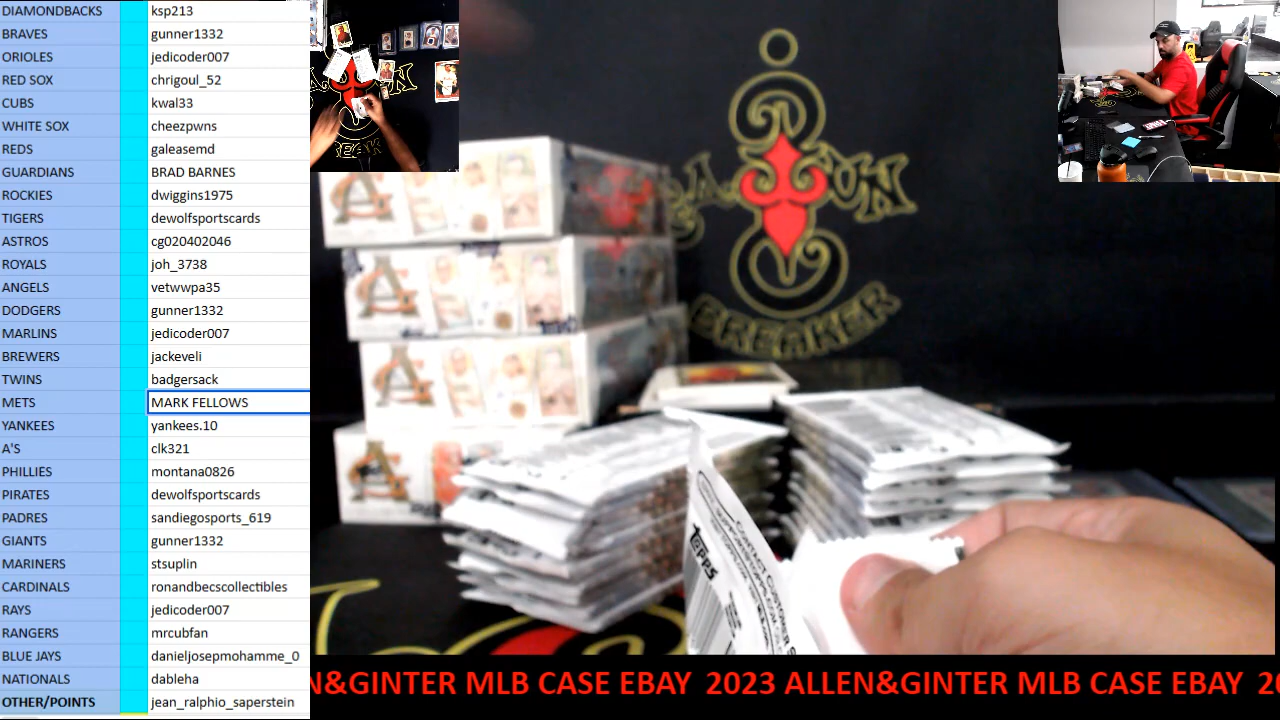 DIAMONDBACKS ksp213
BRAVES gunner1332
ORIOLES jedicoder007
RED SOX chrigoul_52
CUBS kwal33
WHITE SOX cheezpwns
REDS galeasemd
GUARDIANS BRAD BARNES
ROCKIES dwiggins1975
TIGERS dewolfsportscards
ASTROS cg020402046
ROYALS joh_3738
ANGELS vetwwpa35
DODGERS gunner1332
MARLINS jedicoder007
BREWERS jackeveli
TWINS badgersack
METS MARK FELLOWS
YANKEES yankees.10
A'S clk321
PHILLIES montana0826
PIRATES dewolfsportscards
PADRES sandiegosports_619
GIANTS gunner1332
MARINERS stsuplin
CARDINALS ronandbecscollectibles
RAYS jedicoder007
RANGERS mrcubfan
BLUE JAYS danieljosepmohamme_0
NATIONALS dableha
OTHER/POINTS jean_ralphio_saperstein
BREAKER
TOPPS
N&GINTER MLB CASE EBAY 2023 ALLEN&GINTER MLB CASE EBAY 20